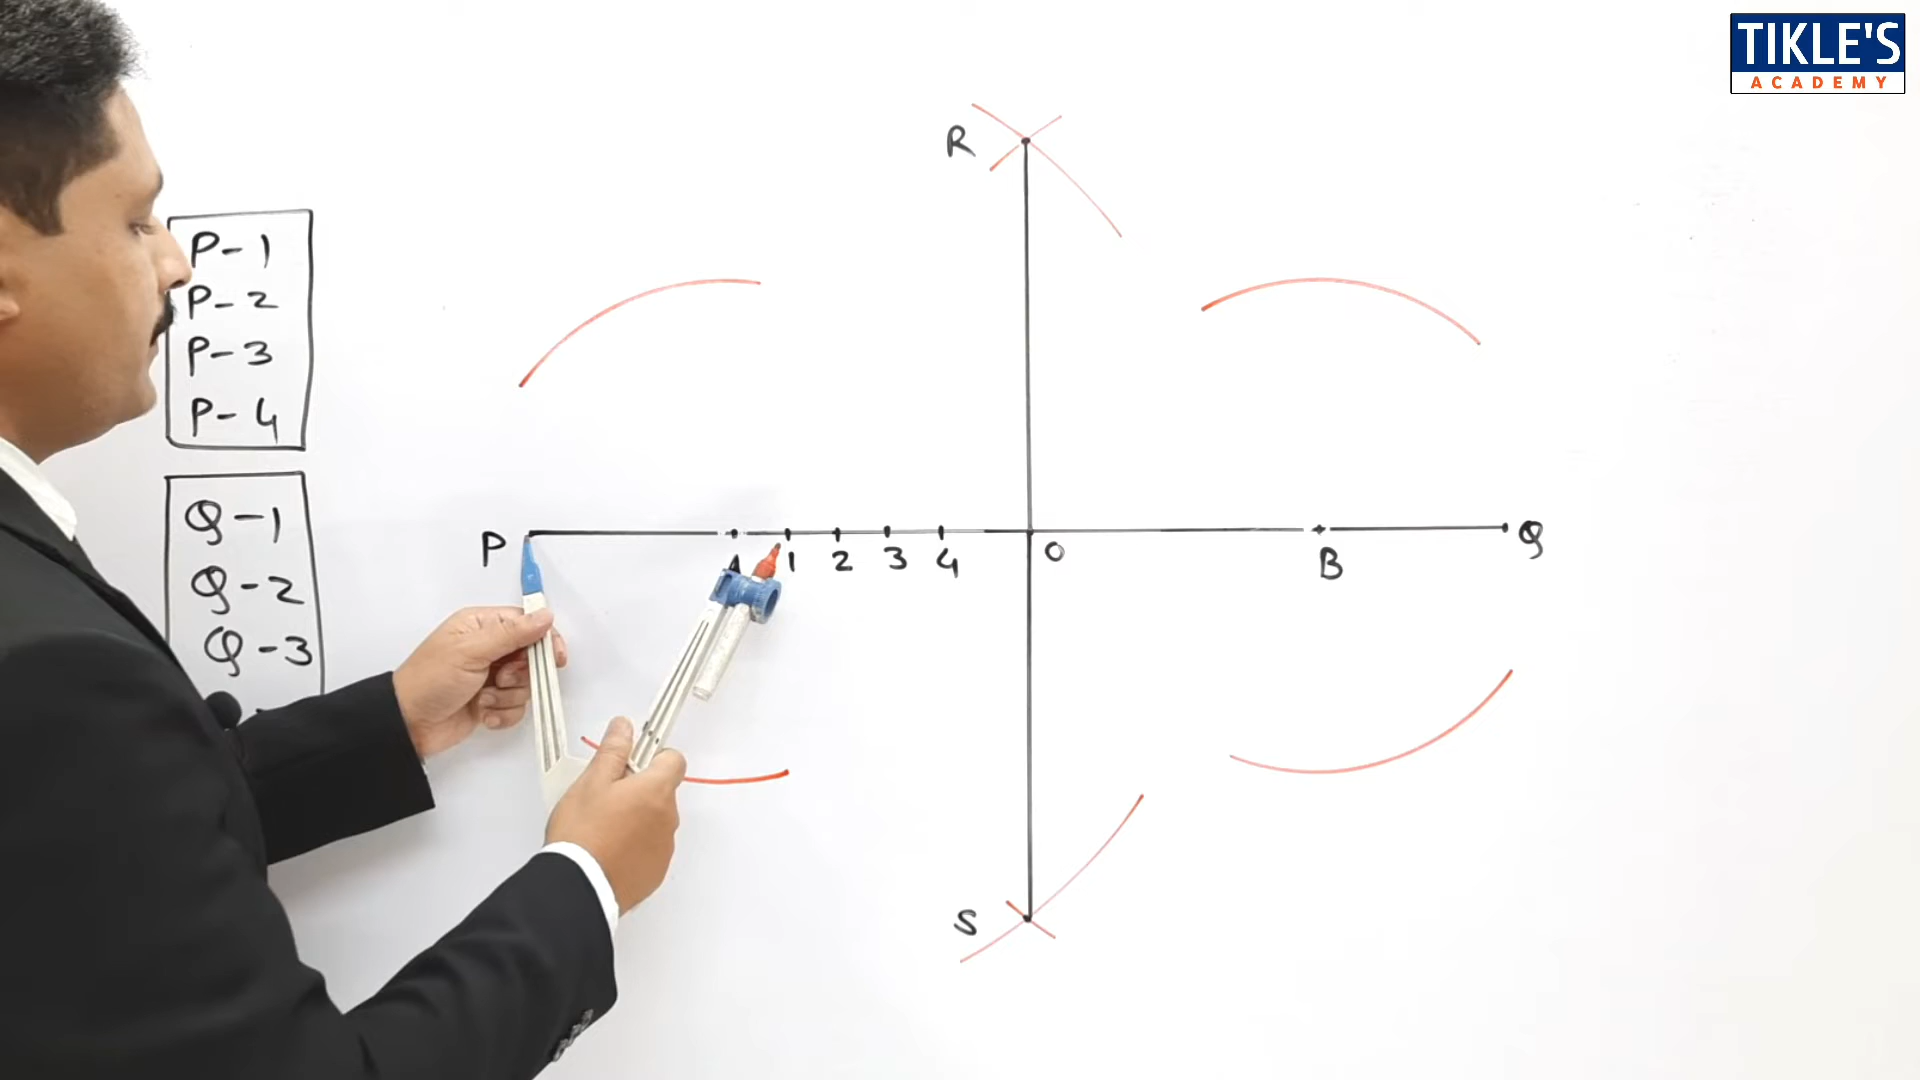 TIKLE'S
ACADEMY
R
P-1
P-2
P-3
P-4
Q-1
Q-2
Q-3
P
1 2 3 4
O
B
Q
S